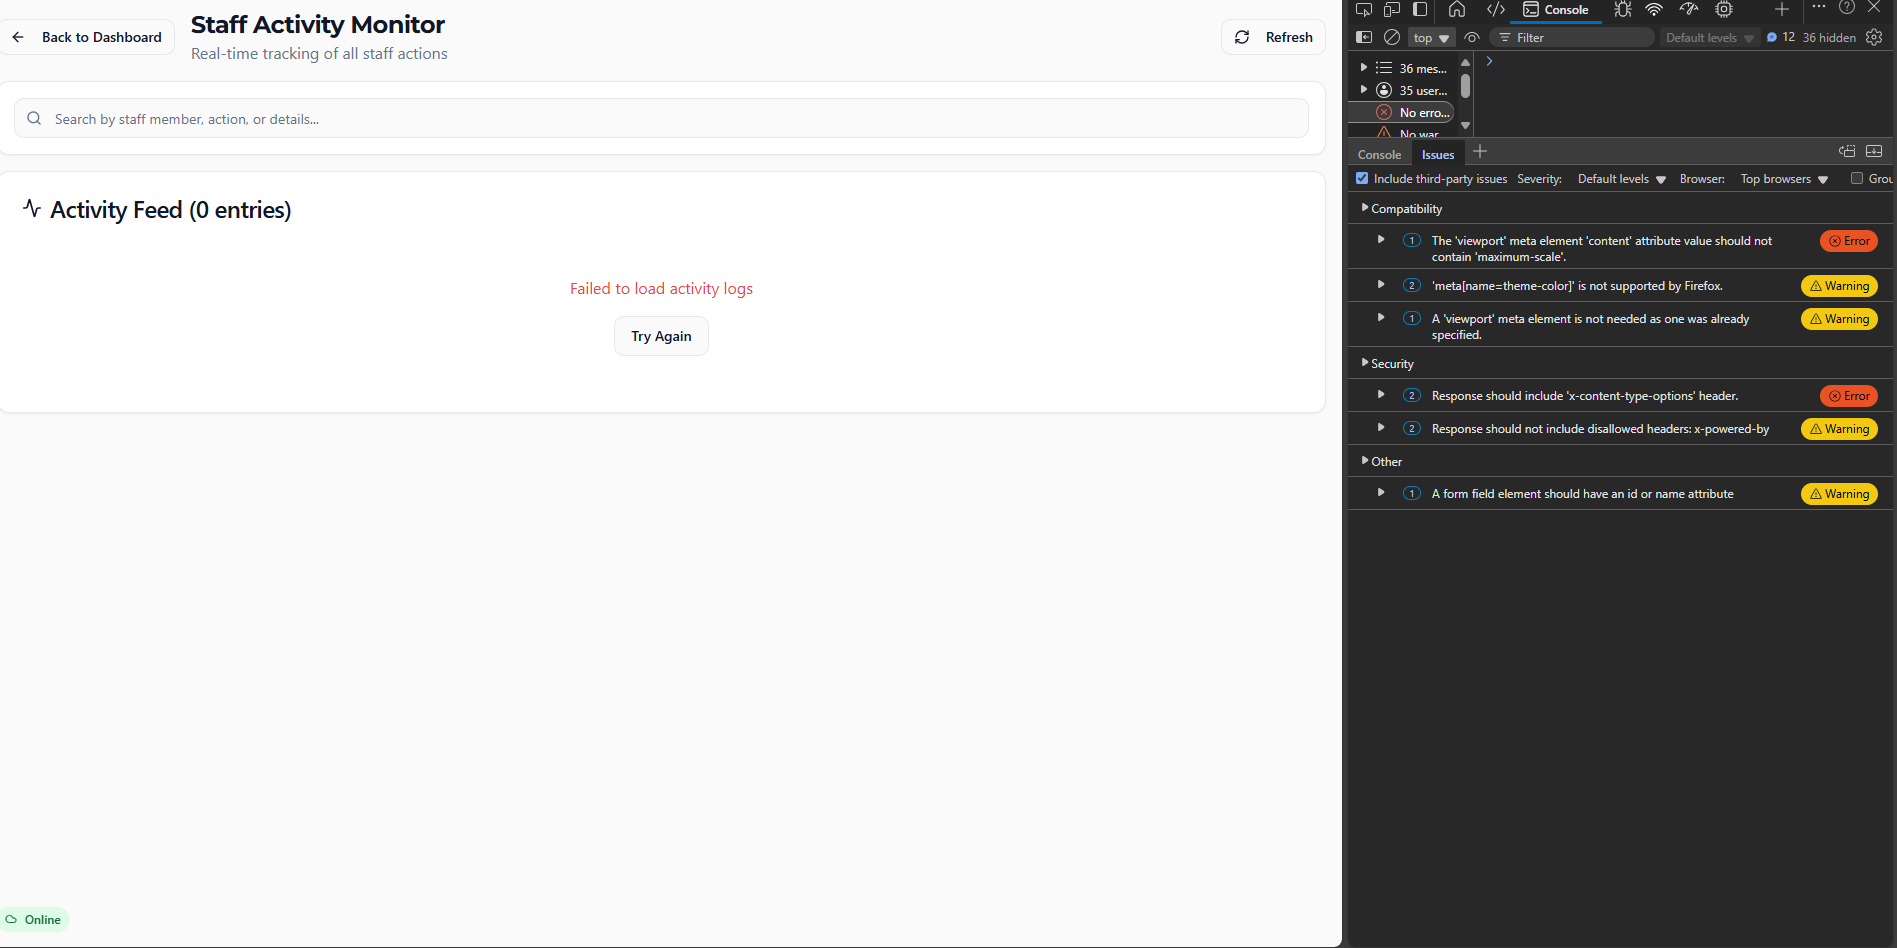 Back to Dashboard
Staff Activity Monitor
Real-time tracking of all staff actions
Refresh
Search by staff member, action, or details...
Activity Feed (0 entries)
Failed to load activity logs
Try Again
Online
Console
top
Filter
Default levels
12
36 hidden
36 mes...
35 user...
No erro...
No war
Console
Issues
Include third-party issues
Severity:
Default levels
Browser:
Top browsers
Grou
Compatibility
1
The 'viewport' meta element 'content' attribute value should not
contain 'maximum-scale'.
Error
2
'meta[name=theme-color]' is not supported by Firefox.
Warning
1
A 'viewport' meta element is not needed as one was already
specified.
Warning
Security
2
Response should include 'x-content-type-options' header.
Error
2
Response should not include disallowed headers: x-powered-by
Warning
Other
1
A form field element should have an id or name attribute
Warning